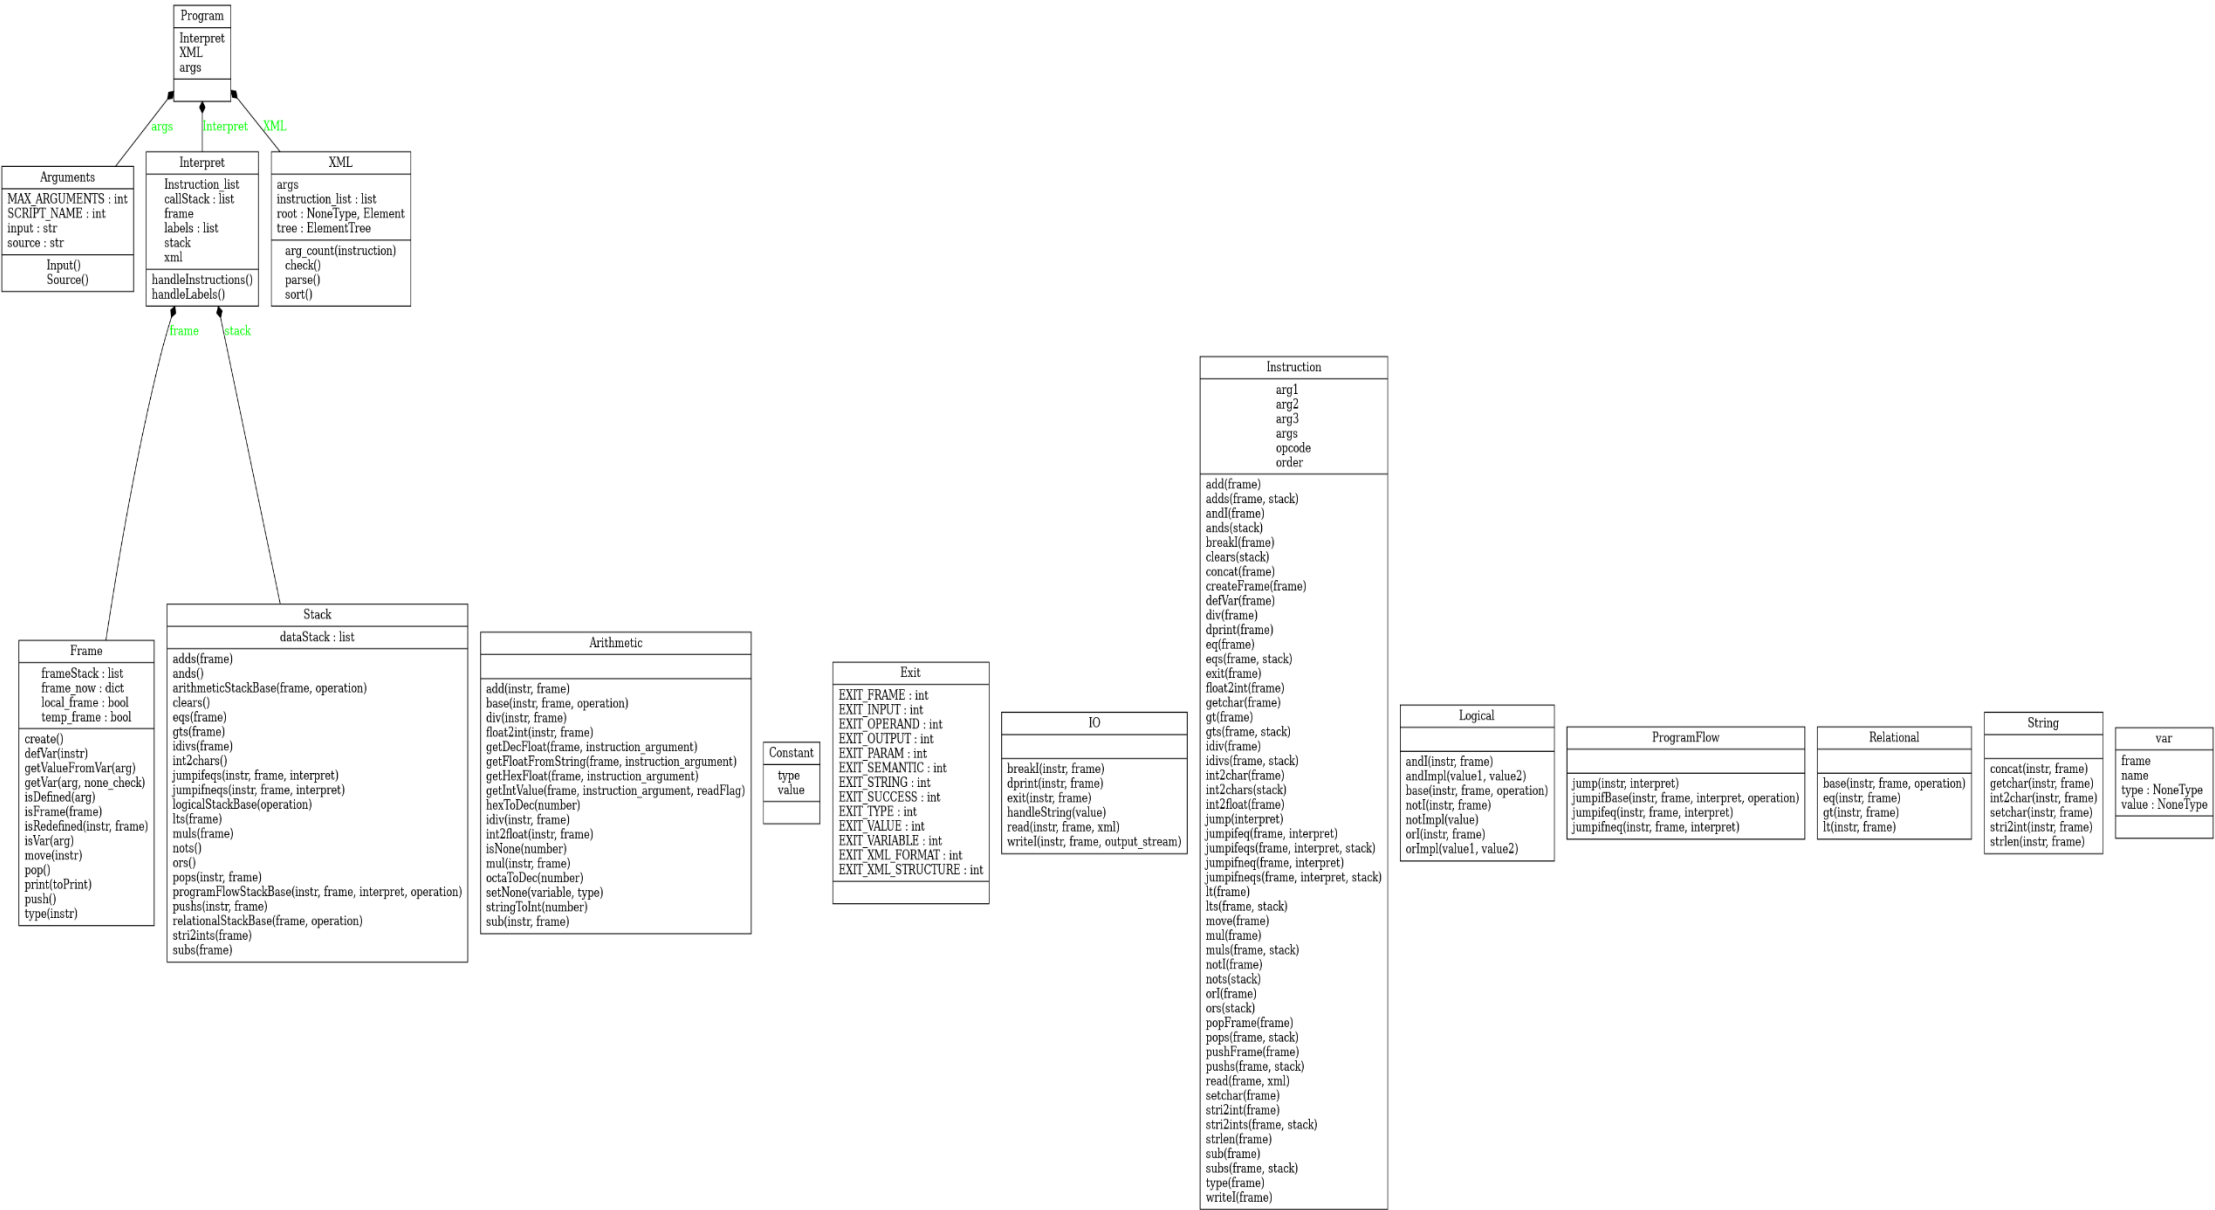 Program
Interpret
XML
args
args
Interpret
XML
Arguments
MAX_ARGUMENTS : int
SCRIPT_NAME : int
input : str
source : str
Input()
Source()
Interpret
Instruction_list
callStack : list
frame
labels : list
stack
xml
handleInstructions()
handleLabels()
XML
args
instruction_list : list
root : NoneType, Element
tree : ElementTree
arg_count(instruction)
check()
parse()
sort()
frame
stack
Frame
frameStack : list
frame_now : dict
local_frame : bool
temp_frame : bool
create()
defVar(instr)
getValueFromVar(arg)
getVar(arg, none_check)
isDefined(arg)
isFrame(frame)
isRedefined(instr, frame)
isVar(arg)
move(instr)
pop()
print(toPrint)
push()
type(instr)
Stack
dataStack : list
adds(frame)
ands()
arithmeticStackBase(frame, operation)
clears()
eqs(frame)
gts(frame)
idivs(frame)
int2chars()
jumpifeqs(instr, frame, interpret)
jumpifneqs(instr, frame, interpret)
logicalStackBase(operation)
lts(frame)
muls(frame)
nots()
ors()
pops(instr, frame)
programFlowStackBase(instr, frame, interpret, operation)
pushs(instr, frame)
relationalStackBase(frame, operation)
stri2ints(frame)
subs(frame)
Arithmetic
add(instr, frame)
base(instr, frame, operation)
div(instr, frame)
float2int(instr, frame)
getDecFloat(frame, instruction_argument)
getFloatFromString(frame, instruction_argument)
getHexFloat(frame, instruction_argument)
getIntValue(frame, instruction_argument, readFlag)
hexToDec(number)
idiv(instr, frame)
int2float(instr, frame)
isNone(number)
mul(instr, frame)
octaToDec(number)
setNone(variable, type)
stringToInt(number)
sub(instr, frame)
Constant
type
value
Exit
EXIT_FRAME : int
EXIT_INPUT : int
EXIT_OPERAND : int
EXIT_OUTPUT : int
EXIT_PARAM : int
EXIT_SEMANTIC : int
EXIT_STRING : int
EXIT_SUCCESS : int
EXIT_TYPE : int
EXIT_VALUE : int
EXIT_VARIABLE : int
EXIT_XML_FORMAT : int
EXIT_XML_STRUCTURE : int
IO
breakI(instr, frame)
dprint(instr, frame)
exit(instr, frame)
handleString(value)
read(instr, frame, xml)
writeI(instr, frame, output_stream)
Instruction
arg1
arg2
arg3
args
opcode
order
add(frame)
adds(frame, stack)
andI(frame)
ands(stack)
breakI(frame)
clears(stack)
concat(frame)
createFrame(frame)
defVar(frame)
div(frame)
dprint(frame)
eq(frame)
eqs(frame, stack)
exit(frame)
float2int(frame)
getchar(frame)
gt(frame)
gts(frame, stack)
idiv(frame)
idivs(frame, stack)
int2char(frame)
int2chars(stack)
int2float(frame)
jump(interpret)
jumpifeq(frame, interpret)
jumpifeqs(frame, interpret, stack)
jumpifneq(frame, interpret)
jumpifneqs(frame, interpret, stack)
lt(frame)
lts(frame, stack)
move(frame)
mul(frame)
muls(frame, stack)
notI(frame)
nots(stack)
orI(frame)
ors(stack)
popFrame(frame)
pops(frame, stack)
pushFrame(frame)
pushs(frame, stack)
read(frame, xml)
setchar(frame)
stri2int(frame)
stri2ints(frame, stack)
strlen(frame)
sub(frame)
subs(frame, stack)
type(frame)
writeI(frame)
Logical
andI(instr, frame)
andImpl(value1, value2)
base(instr, frame, operation)
notI(instr, frame)
notImpl(value)
orI(instr, frame)
orImpl(value1, value2)
ProgramFlow
jump(instr, interpret)
jumpifBase(instr, frame, interpret, operation)
jumpifeq(instr, frame, interpret)
jumpifneq(instr, frame, interpret)
Relational
base(instr, frame, operation)
eq(instr, frame)
gt(instr, frame)
lt(instr, frame)
String
concat(instr, frame)
getchar(instr, frame)
int2char(instr, frame)
setchar(instr, frame)
stri2int(instr, frame)
strlen(instr, frame)
var
frame
name
type : NoneType
value : NoneType